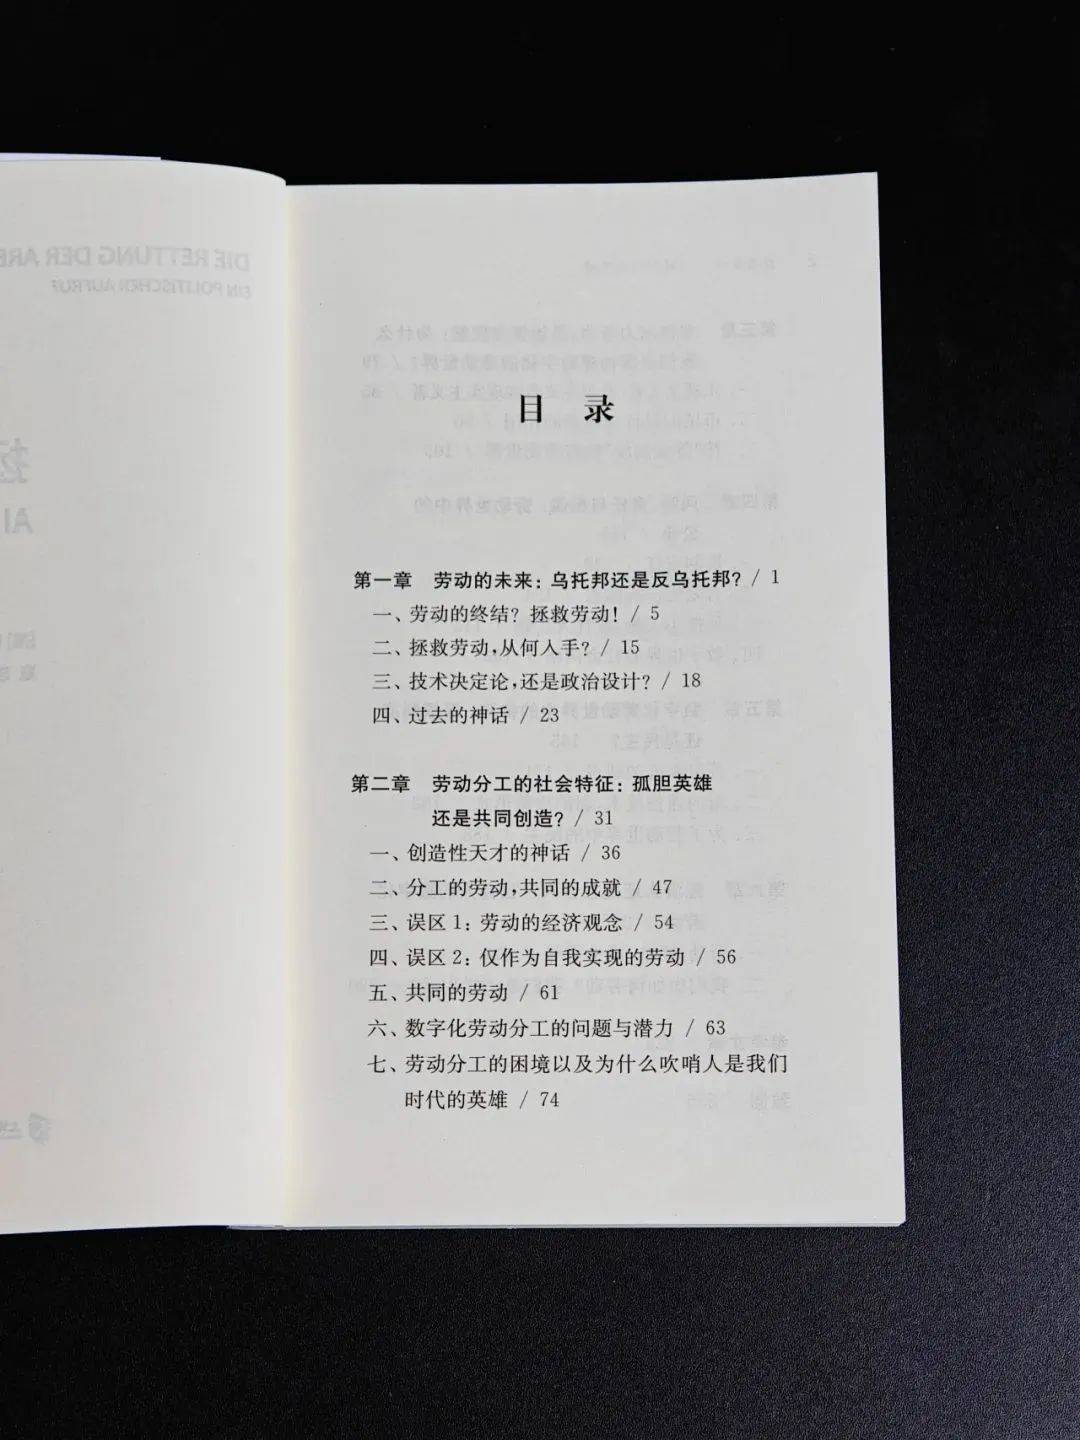 目 录
第一章 劳动的未来：乌托邦还是反乌托邦？/ 1
一、劳动的终结？拯救劳动！/ 5
二、拯救劳动，从何入手？/ 15
三、技术决定论，还是政治设计？/ 18
四、过去的神话 / 23
第二章 劳动分工的社会特征：孤胆英雄
还是共同创造？/ 31
一、创造性天才的神话 / 36
二、分工的劳动，共同的成就 / 47
三、误区 1：劳动的经济观念 / 54
四、误区 2：仅作为自我实现的劳动 / 56
五、共同的劳动 / 61
六、数字化劳动分工的问题与潜力 / 63
七、劳动分工的困境以及为什么吹哨人是我们
时代的英雄 / 74